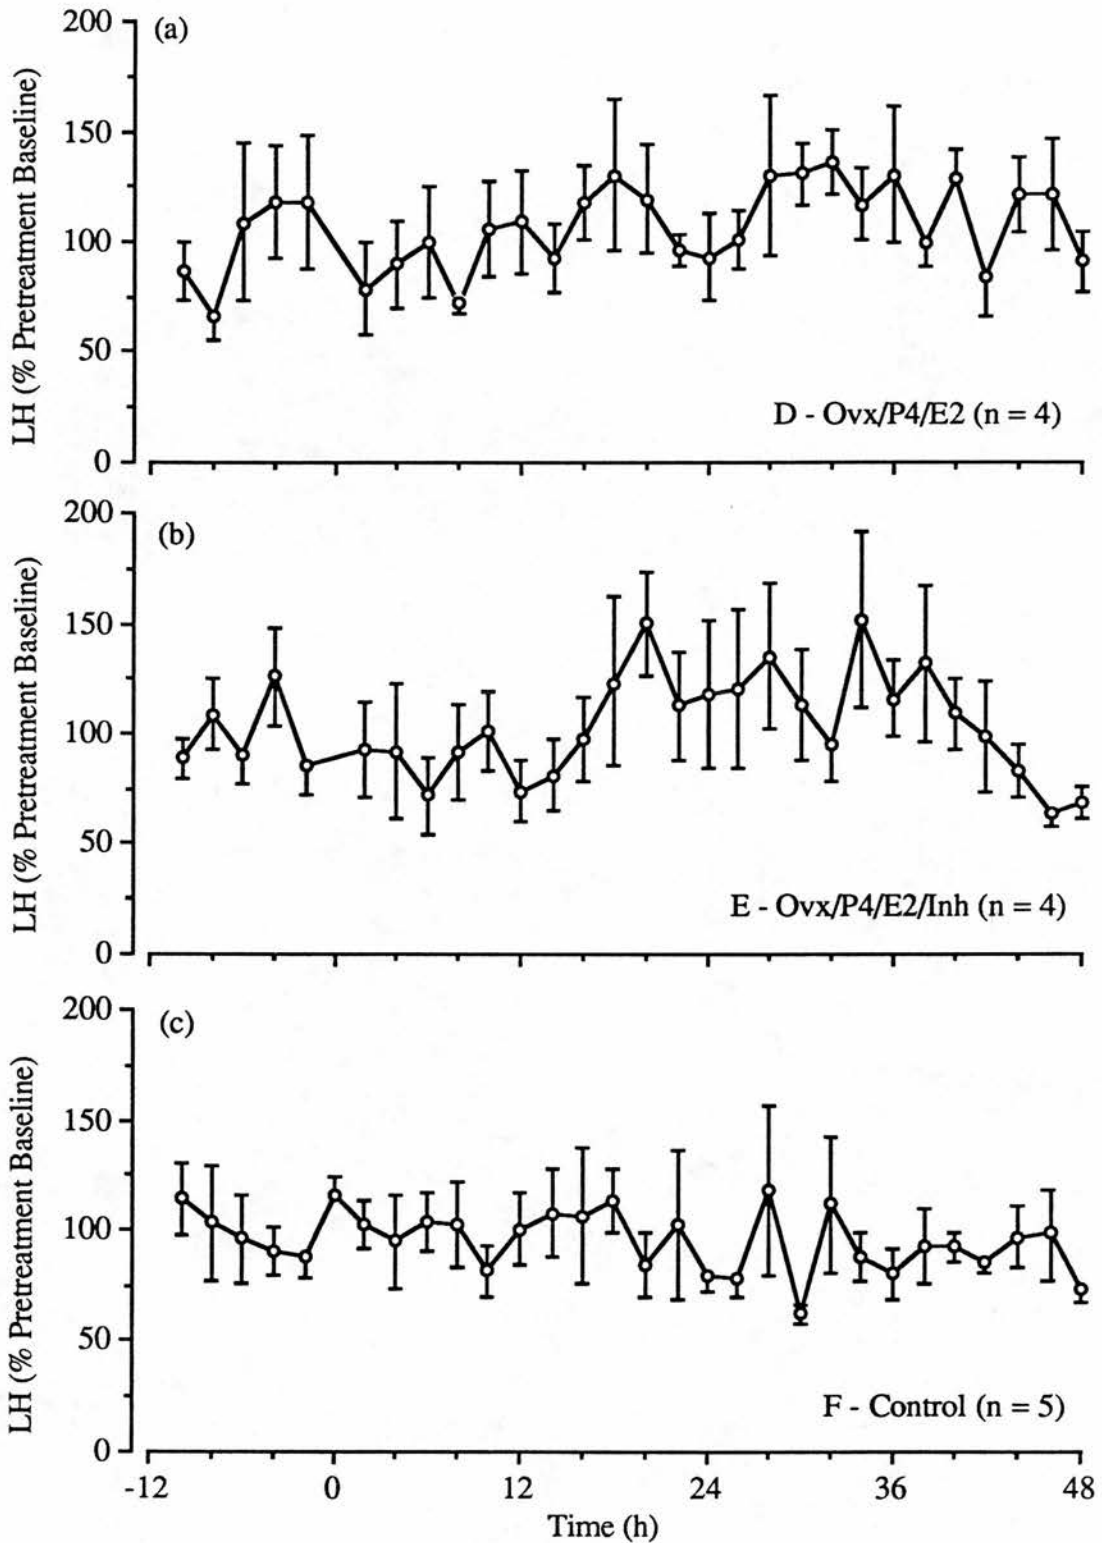 (a)
200
150
100
50
0
LH (% Pretreatment Baseline)
D - Ovx/P4/E2 (n = 4)
(b)
200
150
100
50
0
LH (% Pretreatment Baseline)
E - Ovx/P4/E2/Inh (n = 4)
(c)
200
150
100
50
0
LH (% Pretreatment Baseline)
F - Control (n = 5)
-12 0 12 24 36 48
Time (h)